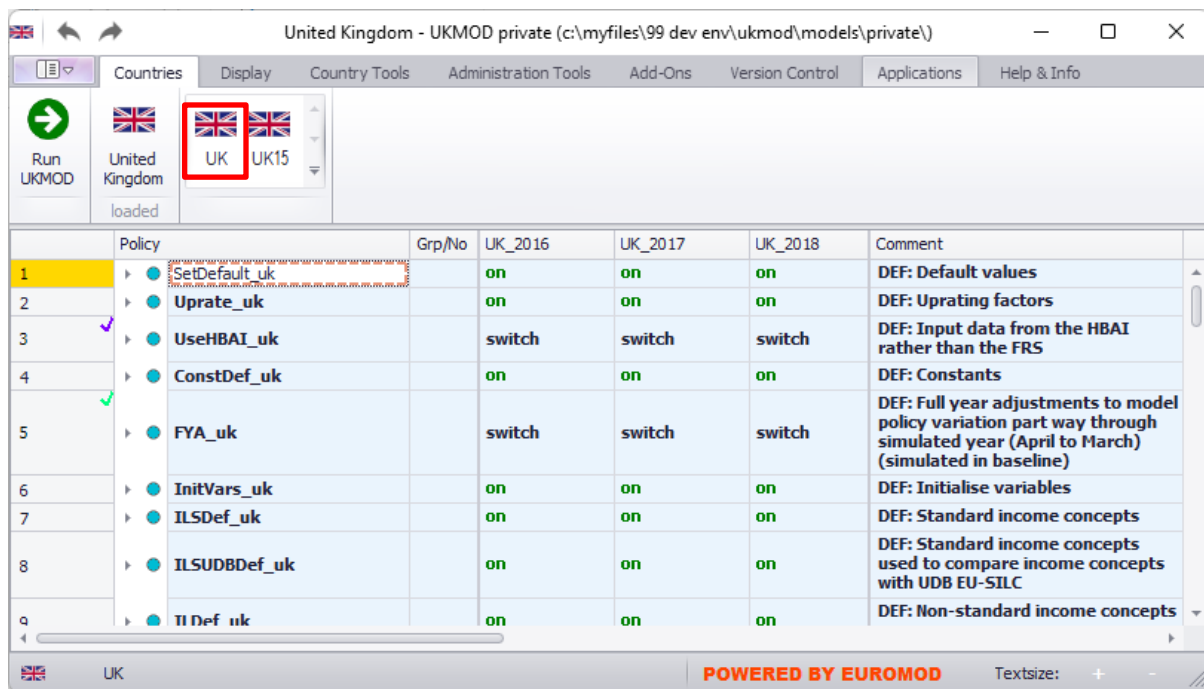 United Kingdom - UKMOD private (c:\myfiles\99 dev env\ukmod\models\private\)
Countries Display Country Tools Administration Tools Add-Ons Version Control Applications Help & Info
Run UKMOD
United Kingdom
UK UK15
loaded
Policy Grp/No UK_2016 UK_2017 UK_2018 Comment
1 SetDefault_uk on on on DEF: Default values
2 Uprate_uk on on on DEF: Uprating factors
3 UseHBAI_uk switch switch switch DEF: Input data from the HBAI
rather than the FRS
4 ConstDef_uk on on on DEF: Constants
5 FYA_uk switch switch switch DEF: Full year adjustments to model
policy variation part way through
simulated year (April to March)
(simulated in baseline)
6 InitVars_uk on on on DEF: Initialise variables
7 ILSDef_uk on on on DEF: Standard income concepts
8 ILSUDBDef_uk on on on DEF: Standard income concepts
used to compare income concepts
with UDB EU-SILC
9 ILDef_uk on on on DEF: Non-standard income concepts
UK POWERED BY EUROMOD Textsize: + -